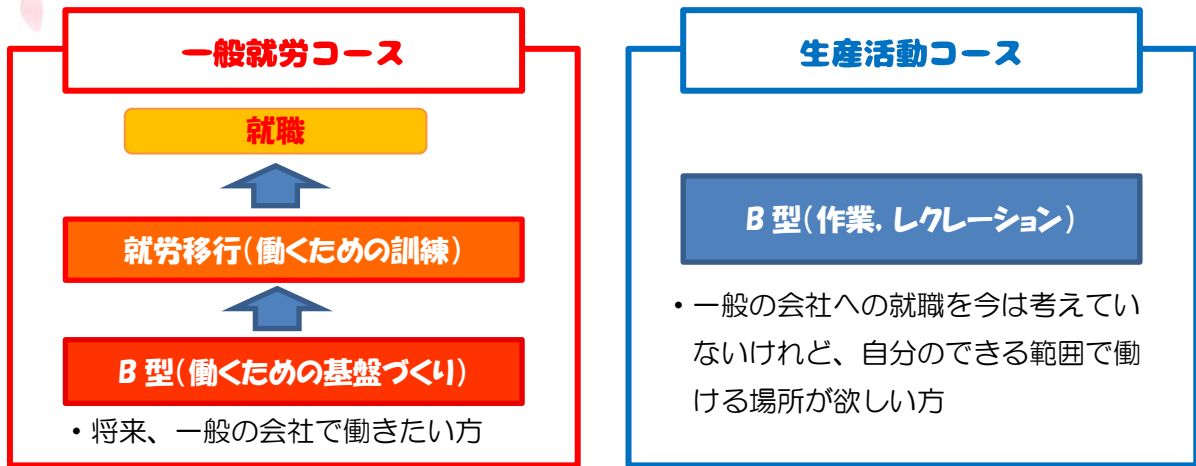 一般就労コース
就職
就労移行(働くための訓練)
B型(働くための基盤づくり)
・将来、一般の会社で働きたい方
生産活動コース
B型(作業,レクレーション)
・一般の会社への就職を今は考えてい
ないけれど、自分のできる範囲で働
ける場所が欲しい方